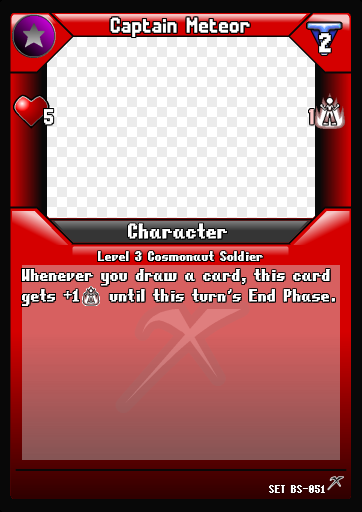 Captain Meteor
2
5
1
Character
Level 3 Cosmonaut Soldier
Whenever you draw a card, this card
gets +1 until this turn's End Phase.
SET BS-051